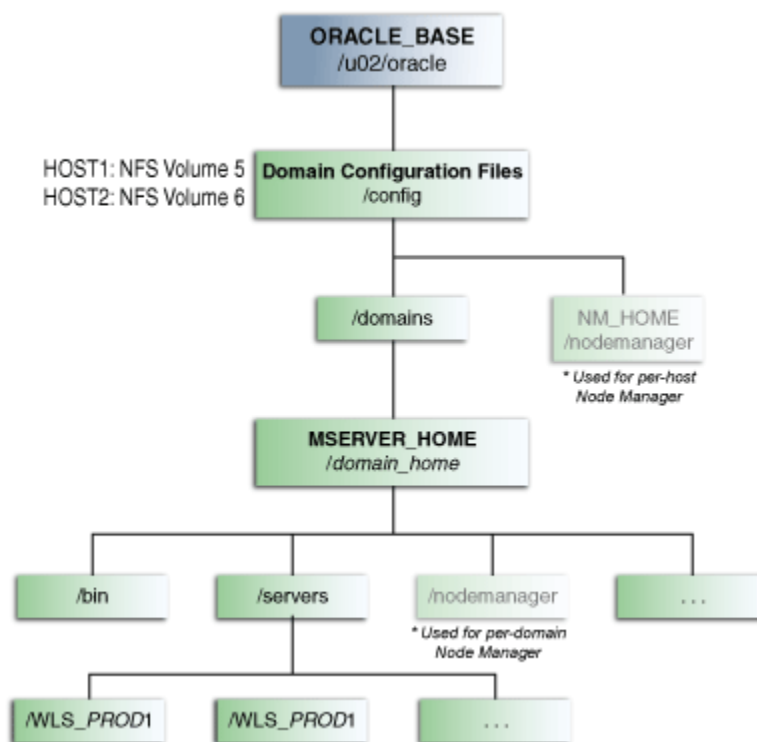 ORACLE_BASE
/u02/oracle
HOST1: NFS Volume 5
HOST2: NFS Volume 6
Domain Configuration Files
/config
/domains
NM_HOME
/nodemanager
* Used for per-host
Node Manager
MSERVER_HOME
/domain_home
/bin
/servers
/nodemanager
. . .
* Used for per-domain
Node Manager
/WLS_PROD1
/WLS_PROD1
. . .